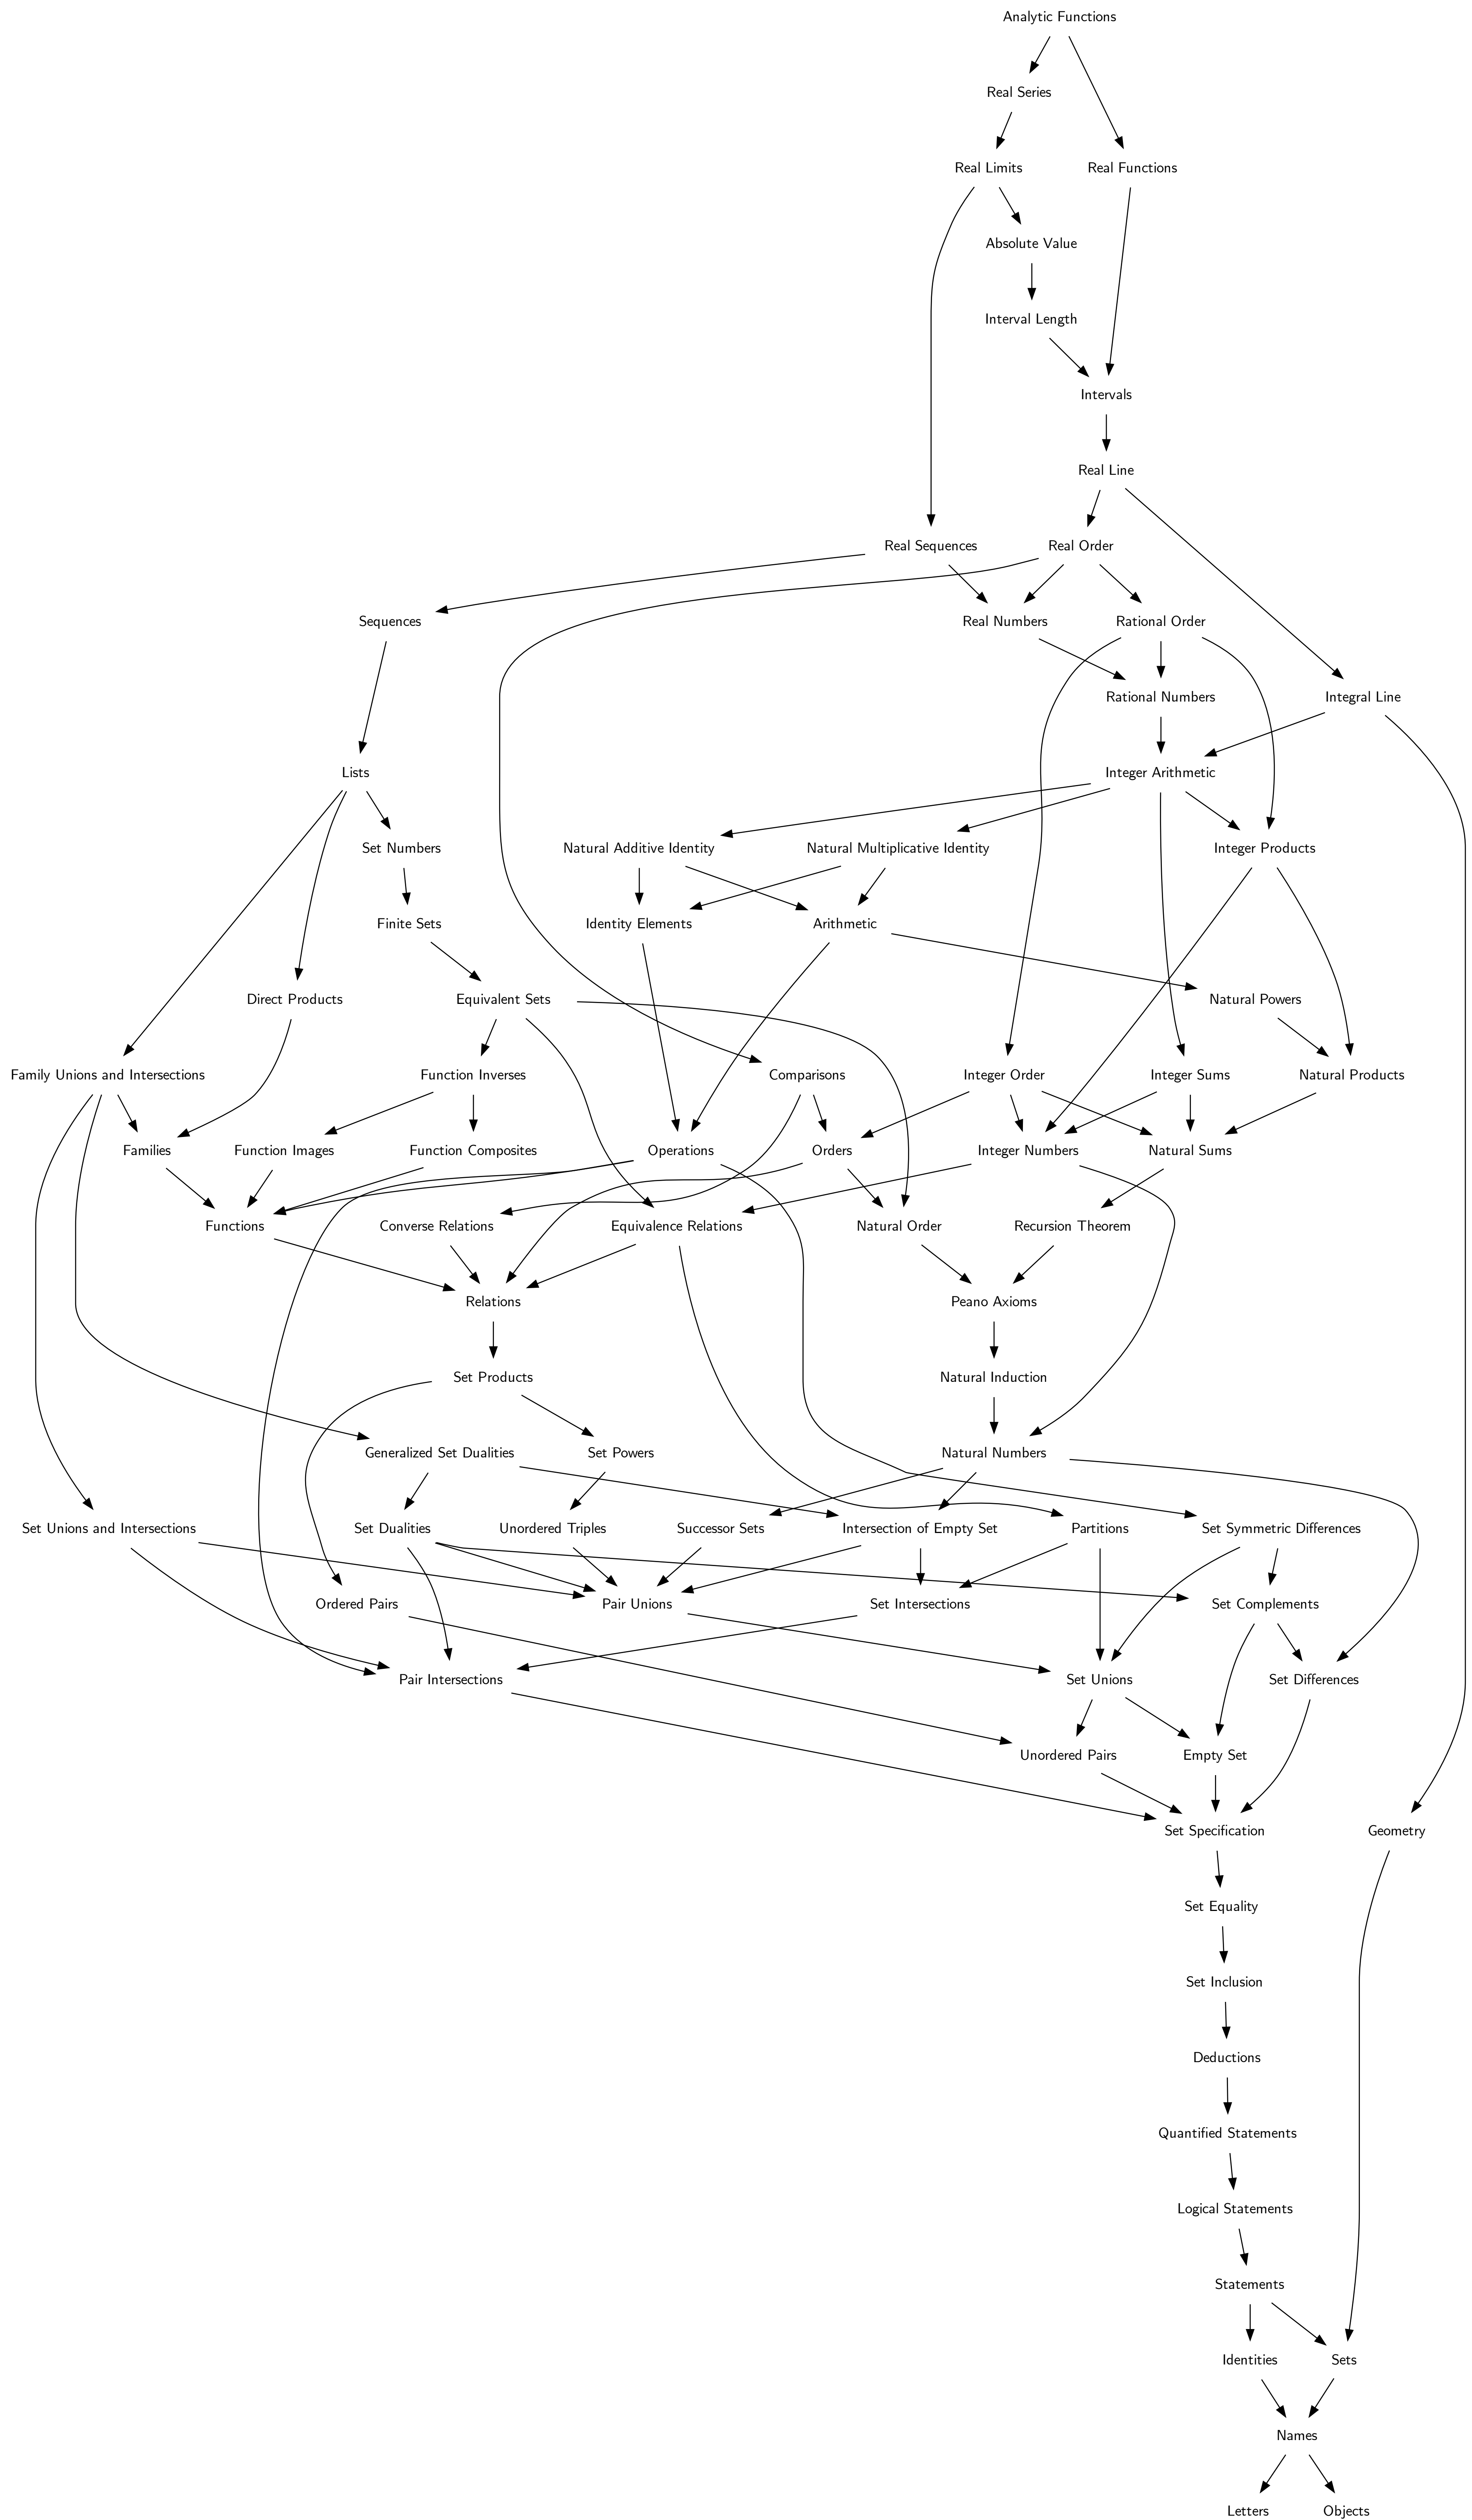 Analytic Functions
Real Series
Real Limits
Real Functions
Absolute Value
Interval Length
Intervals
Real Line
Real Sequences
Real Order
Sequences
Real Numbers
Rational Order
Rational Numbers
Integral Line
Lists
Integer Arithmetic
Set Numbers
Natural Additive Identity
Natural Multiplicative Identity
Integer Products
Finite Sets
Identity Elements
Arithmetic
Direct Products
Equivalent Sets
Natural Powers
Family Unions and Intersections
Function Inverses
Comparisons
Integer Order
Integer Sums
Natural Products
Families
Function Images
Function Composites
Operations
Orders
Integer Numbers
Natural Sums
Functions
Converse Relations
Equivalence Relations
Natural Order
Recursion Theorem
Relations
Peano Axioms
Set Products
Natural Induction
Generalized Set Dualities
Set Powers
Natural Numbers
Set Unions and Intersections
Set Dualities
Unordered Triples
Successor Sets
Intersection of Empty Set
Partitions
Set Symmetric Differences
Ordered Pairs
Pair Unions
Set Intersections
Set Complements
Pair Intersections
Set Unions
Set Differences
Unordered Pairs
Empty Set
Set Specification
Geometry
Set Equality
Set Inclusion
Deductions
Quantified Statements
Logical Statements
Statements
Identities
Sets
Names
Letters
Objects